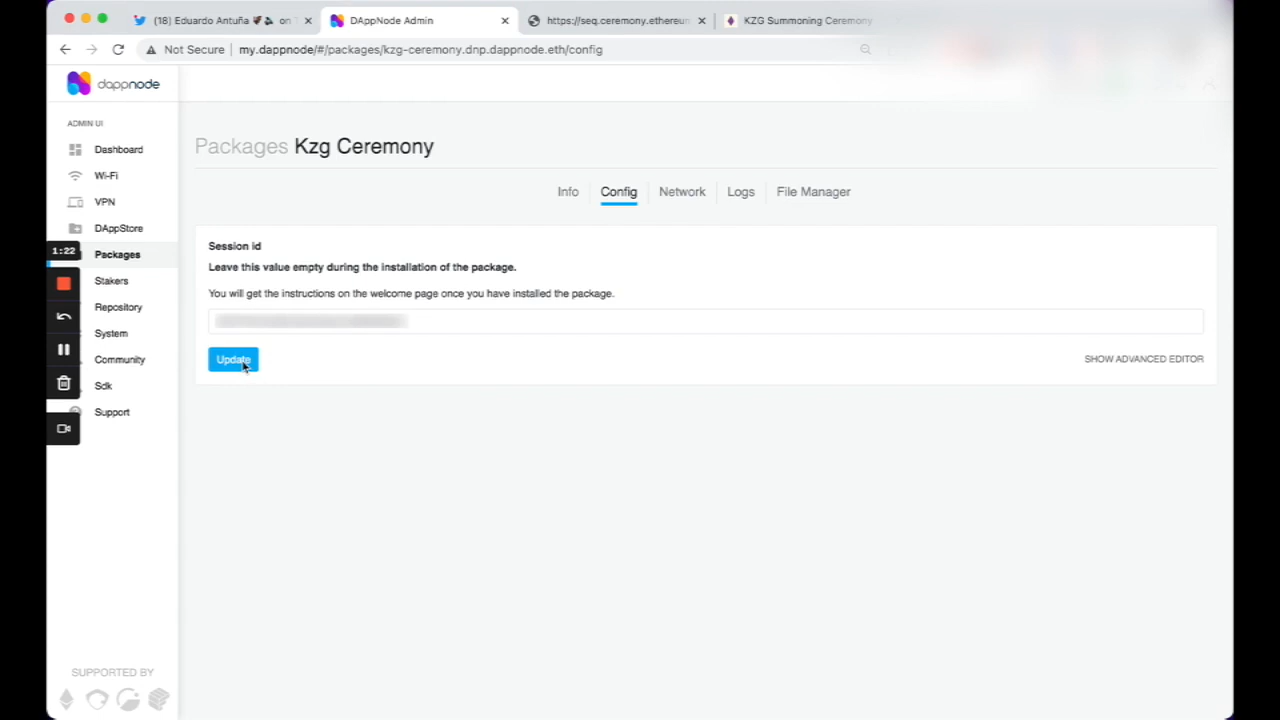 (18) Eduardo Antuña on
DAppNode Admin
https://seq.ceremony.ethereun
KZG Summoning Ceremony
Not Secure
my.dappnode/#/packages/kzg-ceremony.dnp.dappnode.eth/config
dappnode
ADMIN UI
Dashboard
Wi-Fi
VPN
DAppStore
1:22
Packages
Stakers
Repository
System
Community
Sdk
Support
SUPPORTED BY
Packages Kzg Ceremony
Info
Config
Network
Logs
File Manager
Session id
Leave this value empty during the installation of the package.
You will get the instructions on the welcome page once you have installed the package.
Update
SHOW ADVANCED EDITOR